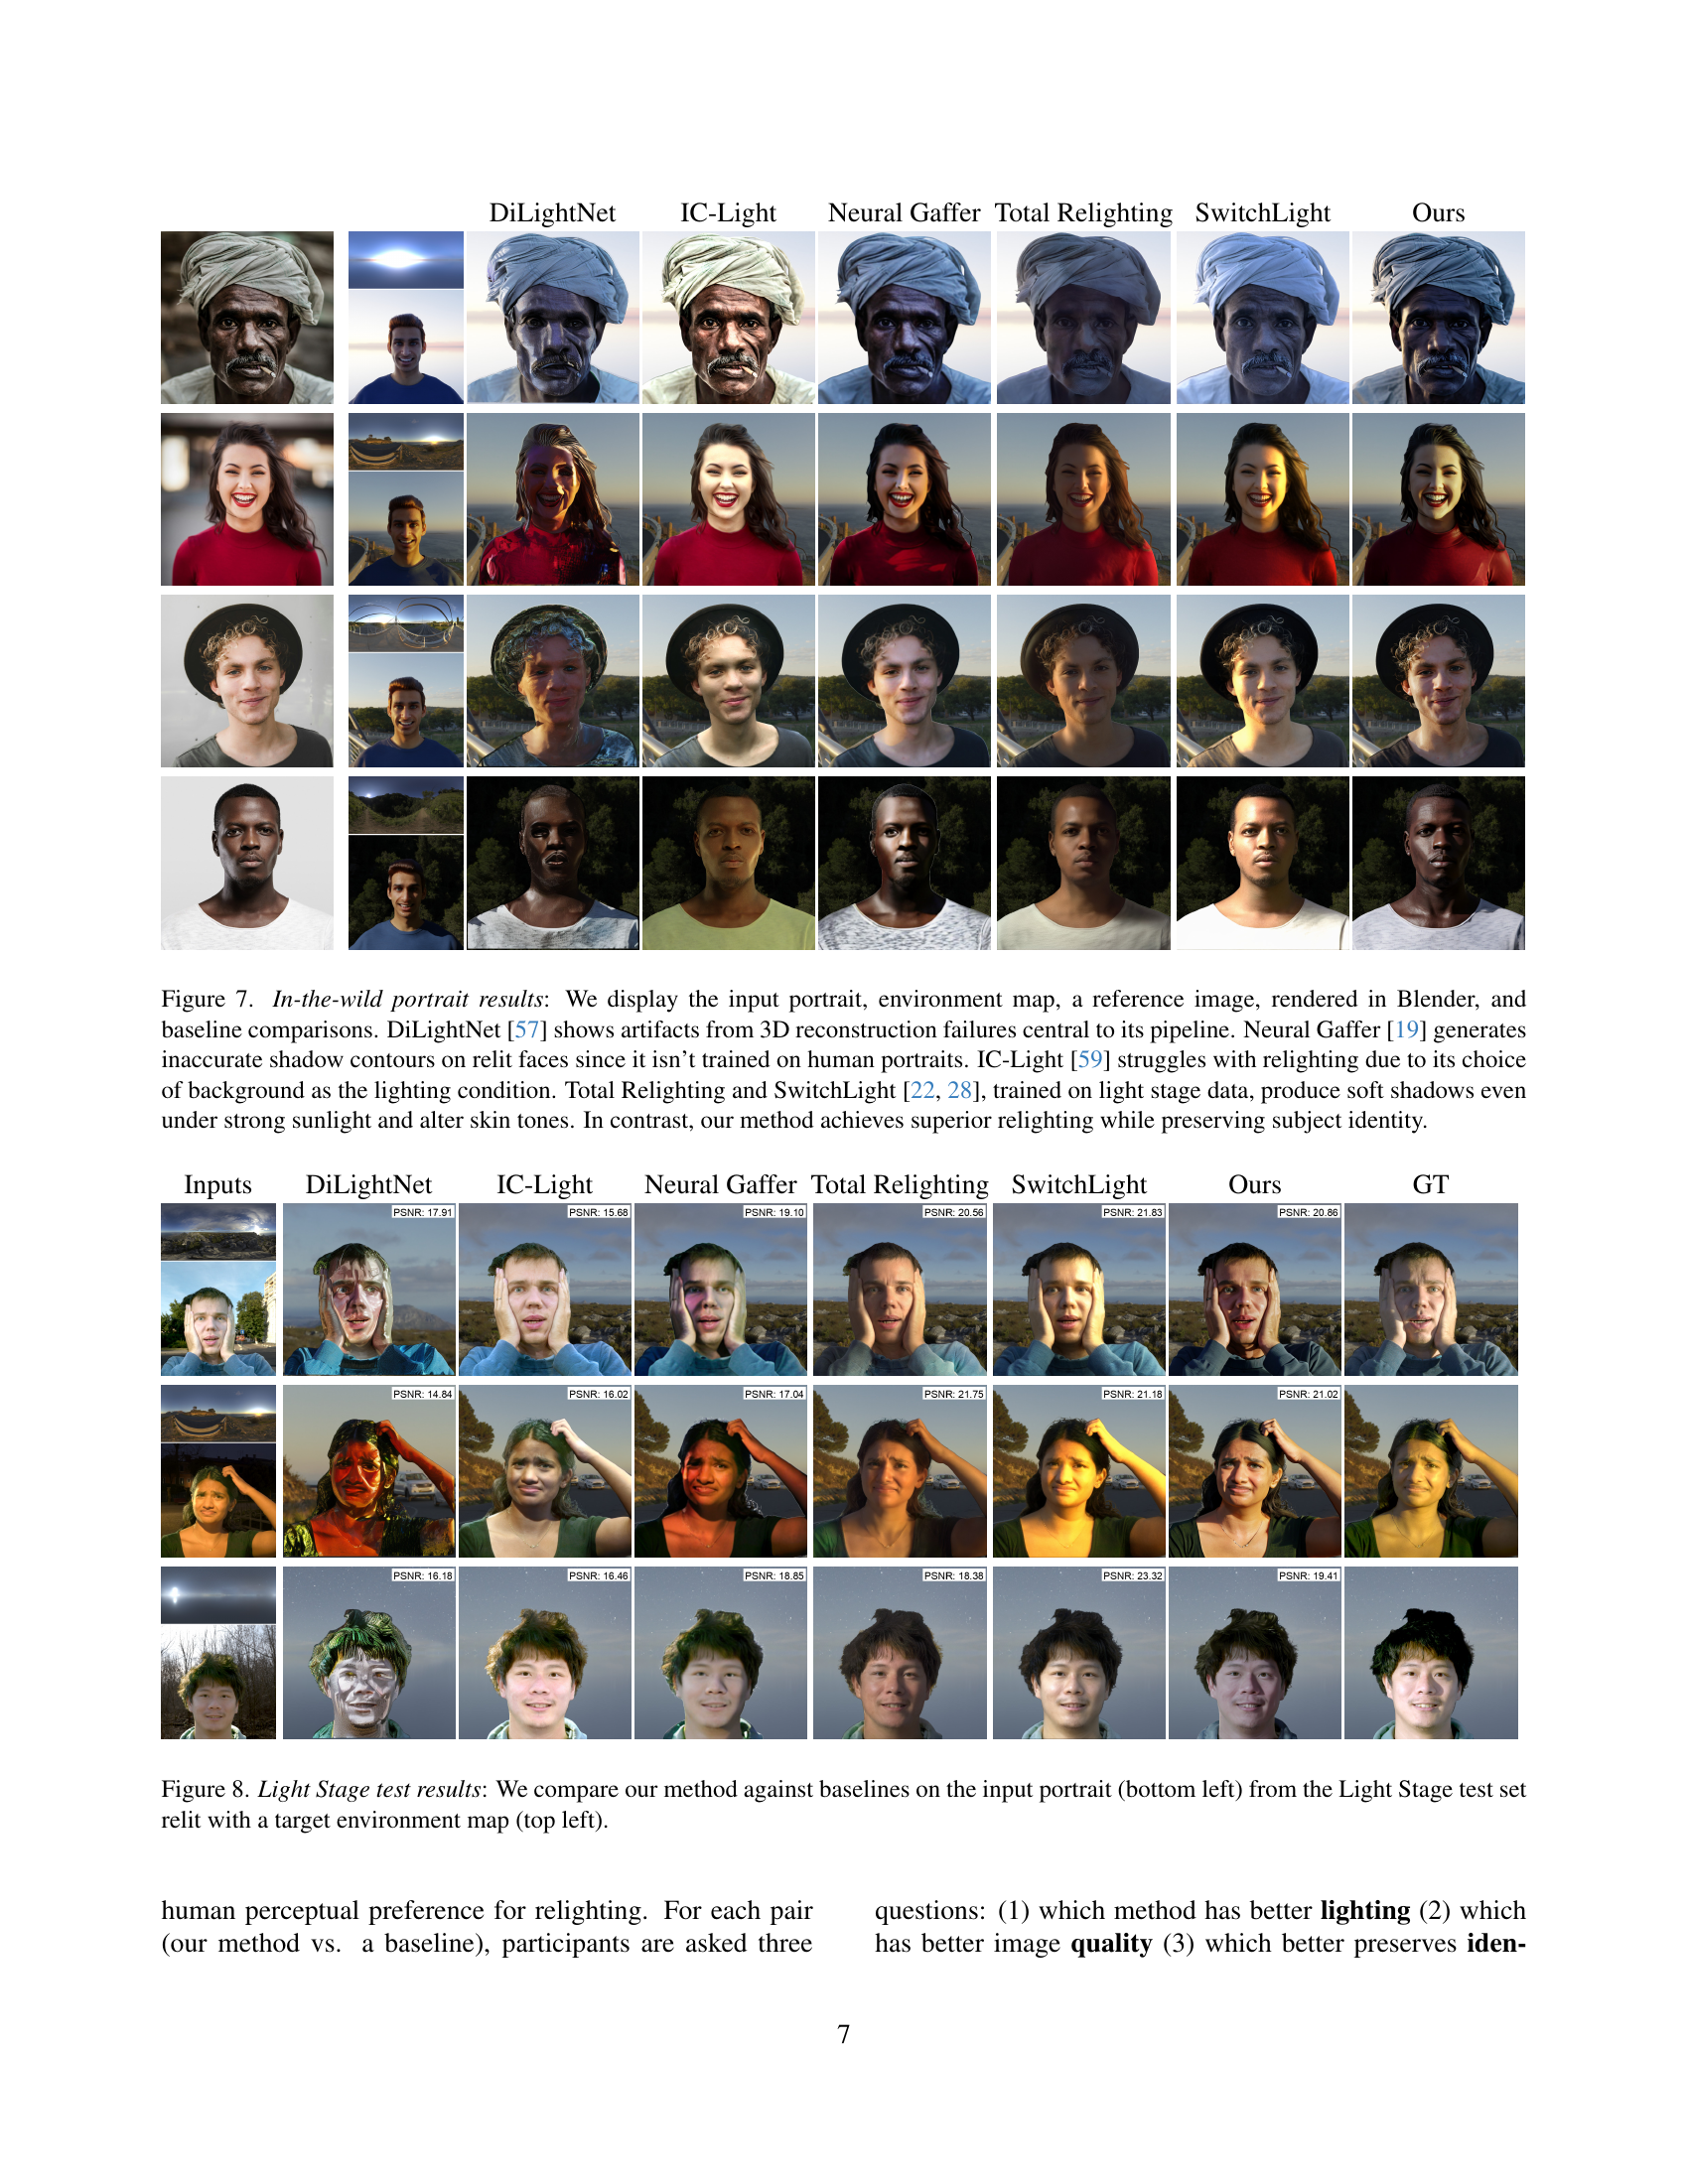 DiLightNet IC-Light Neural Gaffer Total Relighting SwitchLight Ours
Figure 7. In-the-wild portrait results: We display the input portrait, environment map, a reference image, rendered in Blender, and
baseline comparisons. DiLightNet [57] shows artifacts from 3D reconstruction failures central to its pipeline. Neural Gaffer [19] generates
inaccurate shadow contours on relit faces since it isn't trained on human portraits. IC-Light [59] struggles with relighting due to its choice
of background as the lighting condition. Total Relighting and SwitchLight [22, 28], trained on light stage data, produce soft shadows even
under strong sunlight and alter skin tones. In contrast, our method achieves superior relighting while preserving subject identity.
Inputs DiLightNet IC-Light Neural Gaffer Total Relighting SwitchLight Ours GT
PSNR: 17.91 PSNR: 15.68 PSNR: 19.10 PSNR: 20.56 PSNR: 21.83 PSNR: 20.86
PSNR: 14.84 PSNR: 16.02 PSNR: 17.04 PSNR: 21.75 PSNR: 21.18 PSNR: 21.02
PSNR: 16.18 PSNR: 16.46 PSNR: 18.85 PSNR: 18.38 PSNR: 23.32 PSNR: 19.41
Figure 8. Light Stage test results: We compare our method against baselines on the input portrait (bottom left) from the Light Stage test set
relit with a target environment map (top left).
human perceptual preference for relighting. For each pair
(our method vs. a baseline), participants are asked three
questions: (1) which method has better lighting (2) which
has better image quality (3) which better preserves iden-
7